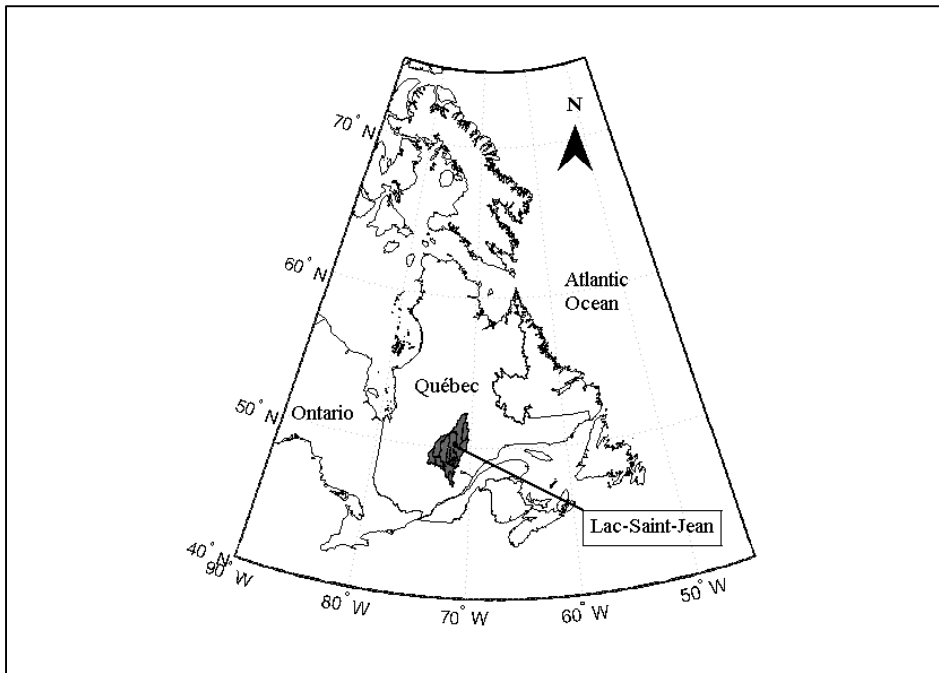 N
70° N
Atlantic
Ocean
60° N
Québec
Ontario
50° N
Lac-Saint-Jean
40° N
90° W
80° W
70° W
60° W
50° W